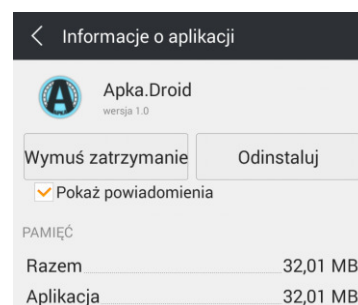 Informacje o aplikacji
Apka.Droid
wersja 1.0
Wymuś zatrzymanie Odinstaluj
Pokaż powiadomienia
PAMIĘĆ
Razem 32,01 MB
Aplikacja 32,01 MB